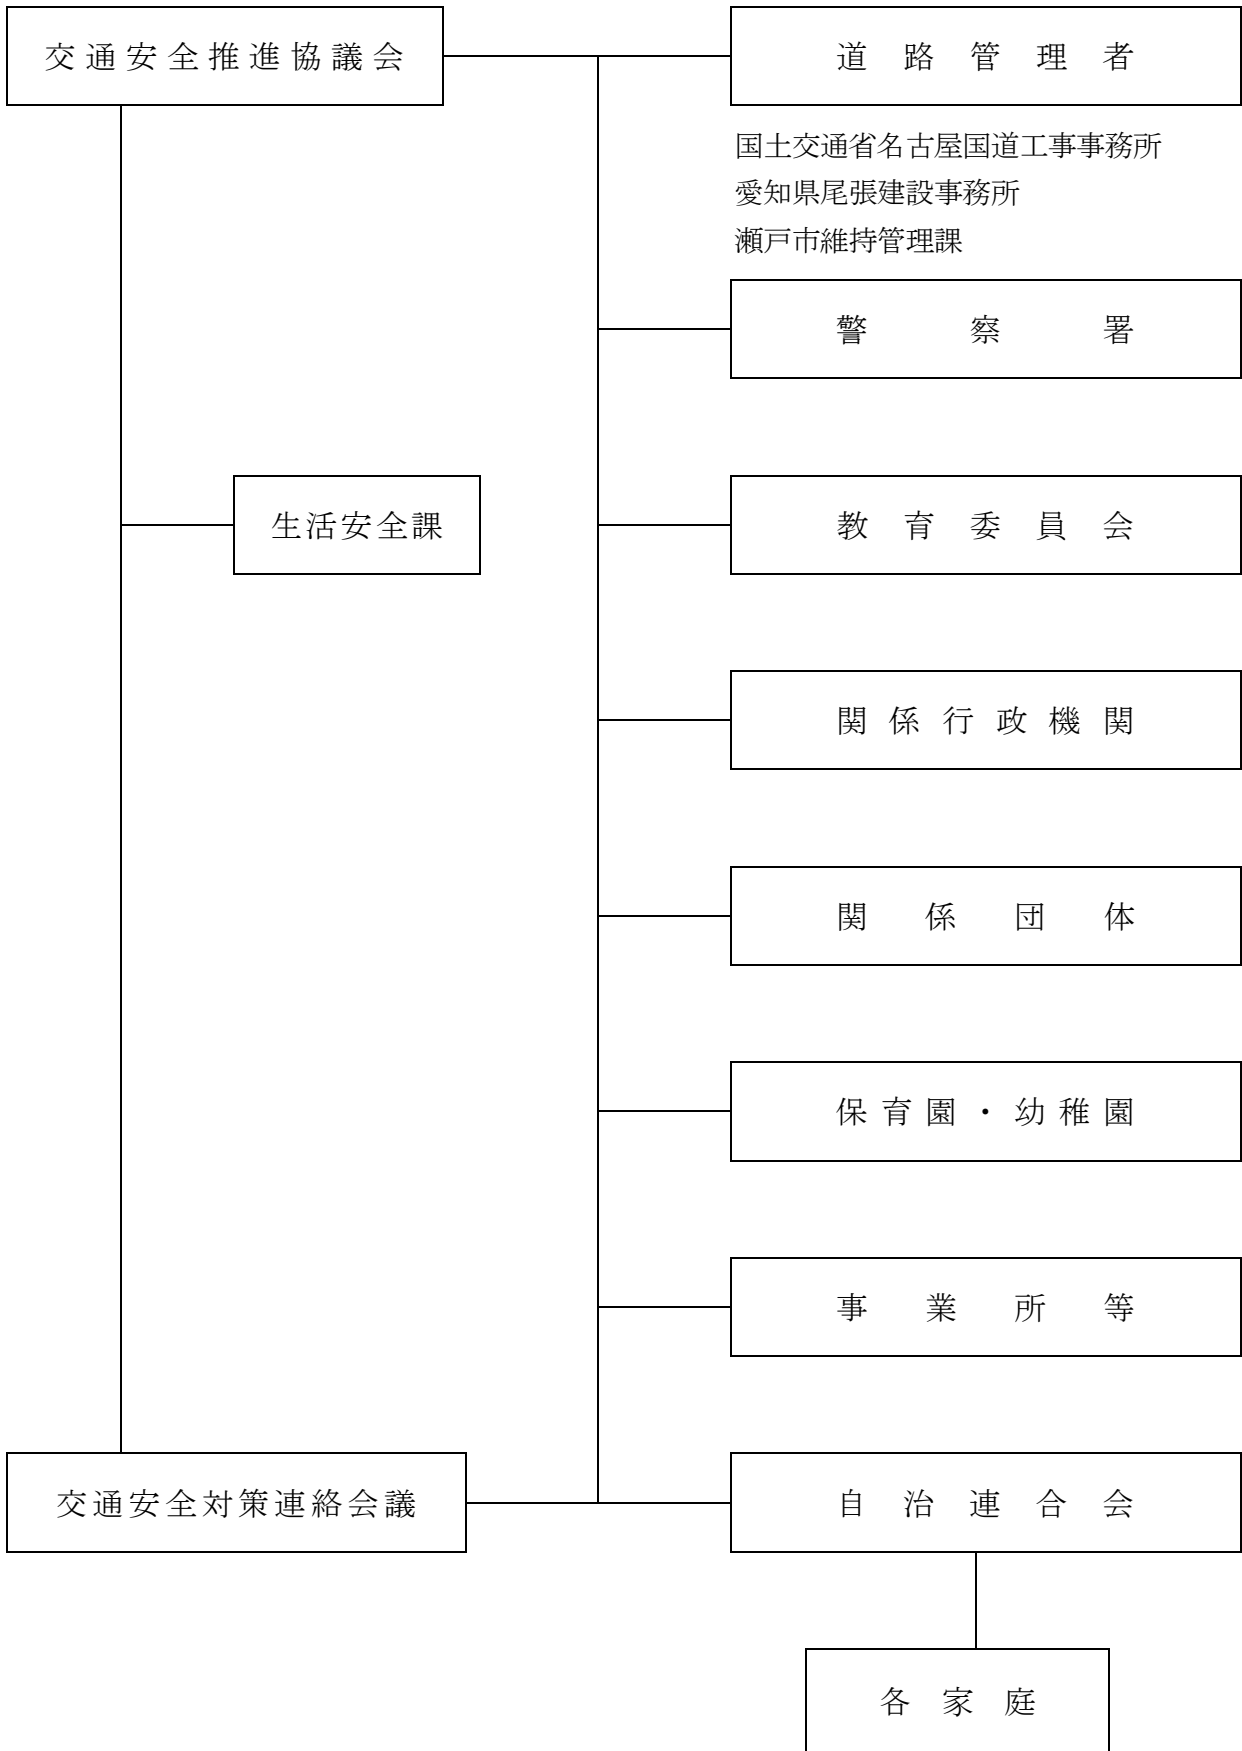 交通安全推進協議会
道路管理者
国土交通省名古屋国道工事事務所
愛知県尾張建設事務所
瀬戸市維持管理課
警察署
生活安全課
教育委員会
関係行政機関
関係団体
保育園・幼稚園
事業所等
交通安全対策連絡会議
自治連合会
各家庭